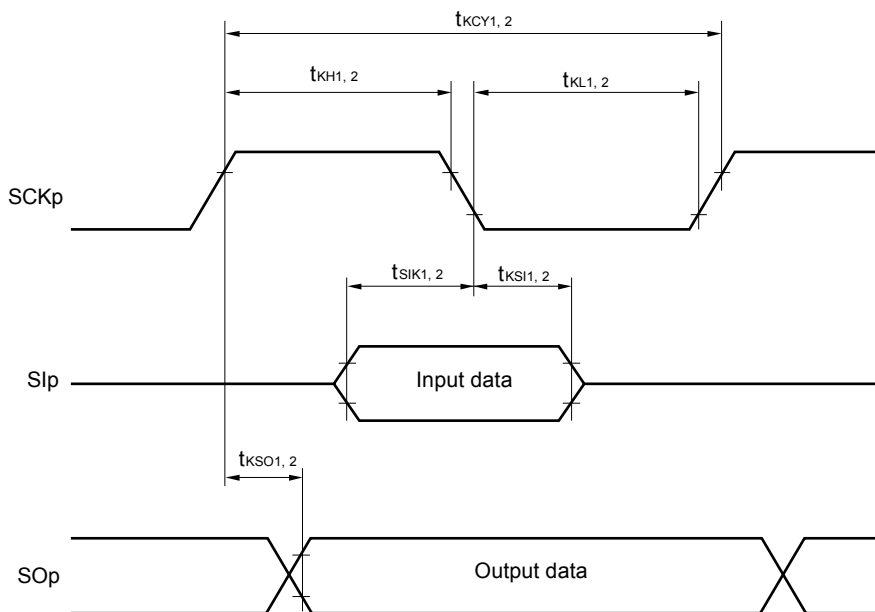 tKCY1, 2
tKH1, 2
tKL1, 2
SCKp
tSIK1, 2
tKSI1, 2
SIp
Input data
tKSO1, 2
SOp
Output data